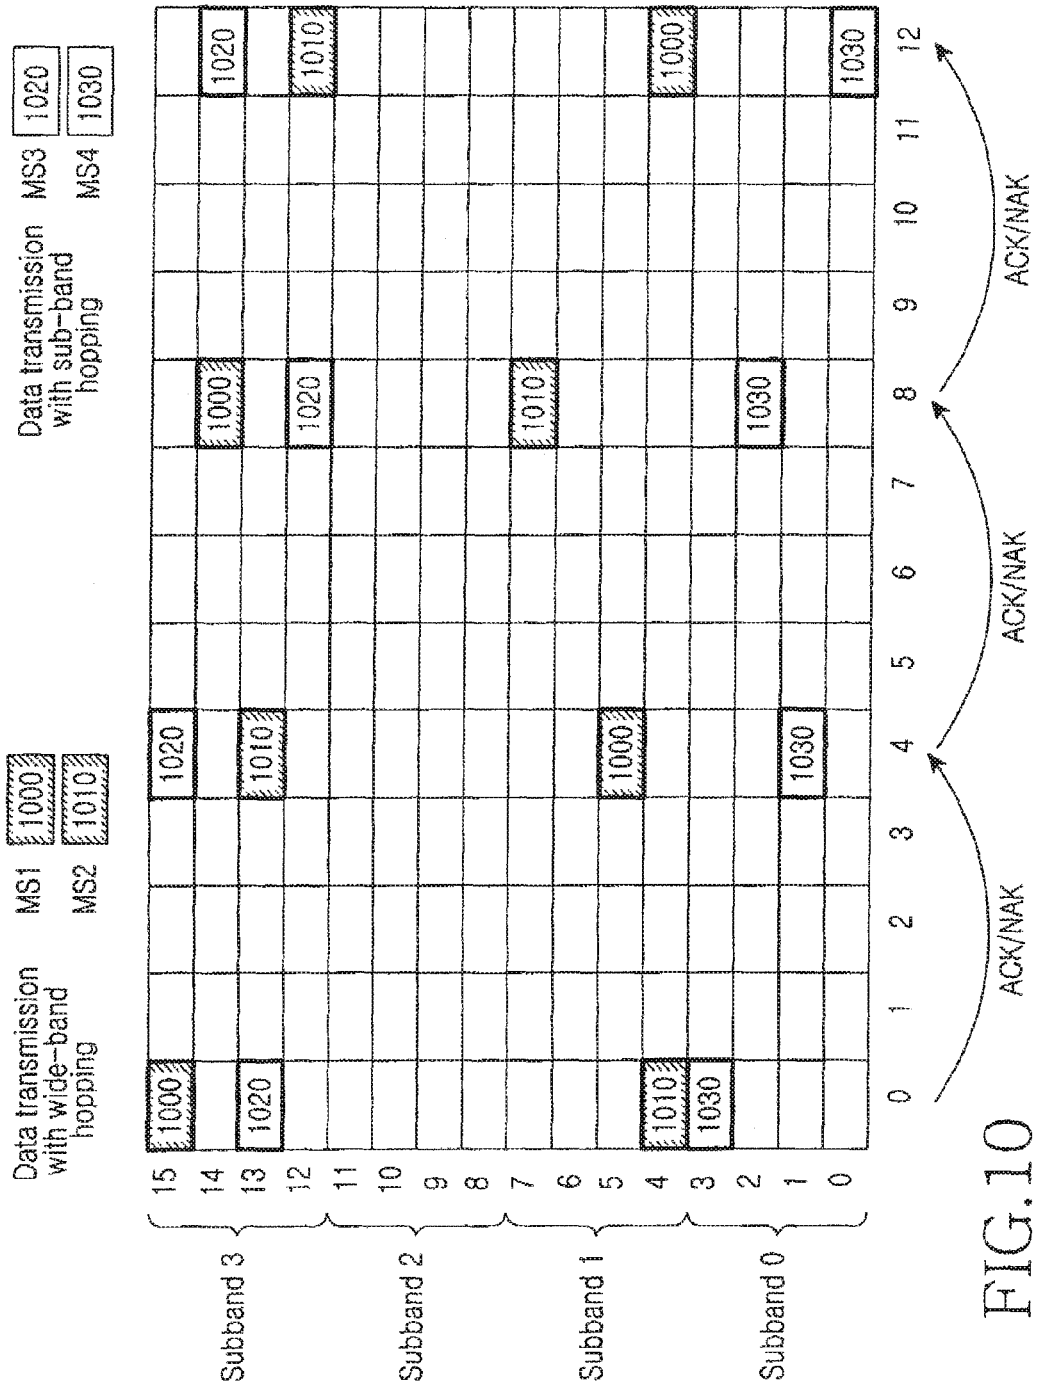 Data transmission
with wide-band
hopping
MS1 1000
MS2 1010
Data transmission
with sub-band
hopping
MS3 1020
MS4 1030
Subband 3
Subband 2
Subband 1
Subband 0
15 1000 1020
14 1000 1020
13 1020 1010
12 1020 1010
11
10
9
8
7 1010
6
5 1000
4 1010 1000
3 1030
2 1030
1 1030
0 1030
0 1 2 3 4 5 6 7 8 9 10 11 12
ACK/NAK ACK/NAK ACK/NAK
FIG.10